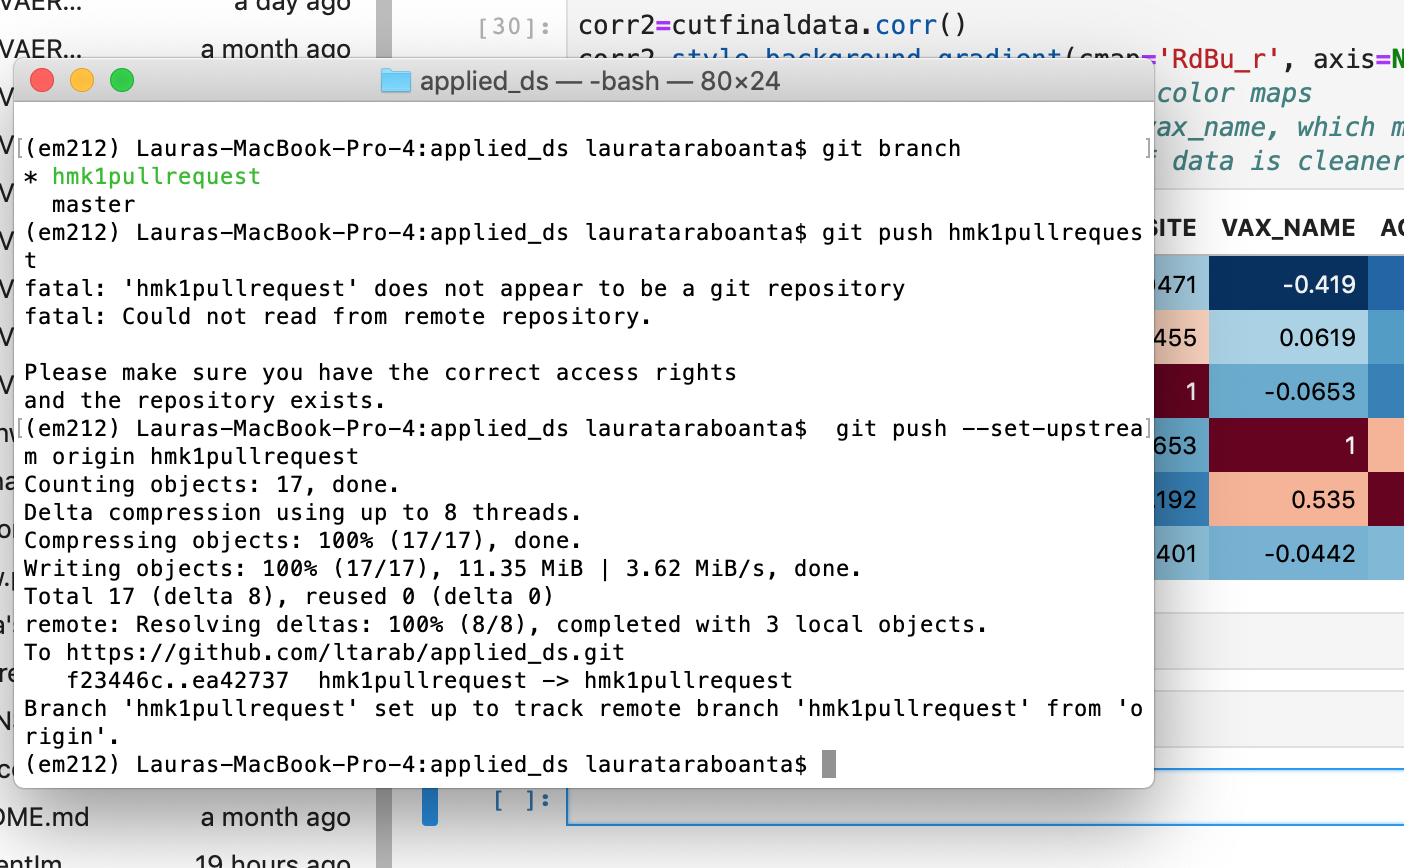 a day ago
VAER...
a month ago
[30]:
corr2=cutfinaldata.corr()
corr2.style.background_gradient(cmap='RdBu_r', axis=N
applied_ds — -bash — 80×24
color maps
vax_name, which m
data is cleaner
[(em212) Lauras-MacBook-Pro-4:applied_ds laurataraboanta$ git branch ]
* hmk1pullrequest
master
(em212) Lauras-MacBook-Pro-4:applied_ds laurataraboanta$ git push hmk1pullreques
t
fatal: 'hmk1pullrequest' does not appear to be a git repository
fatal: Could not read from remote repository.
Please make sure you have the correct access rights
and the repository exists.
[(em212) Lauras-MacBook-Pro-4:applied_ds laurataraboanta$  git push --set-upstrea]
m origin hmk1pullrequest
Counting objects: 17, done.
Delta compression using up to 8 threads.
Compressing objects: 100% (17/17), done.
Writing objects: 100% (17/17), 11.35 MiB | 3.62 MiB/s, done.
Total 17 (delta 8), reused 0 (delta 0)
remote: Resolving deltas: 100% (8/8), completed with 3 local objects.
To https://github.com/ltarab/applied_ds.git
f23446c..ea42737  hmk1pullrequest -> hmk1pullrequest
Branch 'hmk1pullrequest' set up to track remote branch 'hmk1pullrequest' from 'o
rigin'.
(em212) Lauras-MacBook-Pro-4:applied_ds laurataraboanta$
SITE VAX_NAME
471 -0.419
455 0.0619
1 -0.0653
653 1
192 0.535
401 -0.0442
[ ]:
OME.md
a month ago
19 hours ago